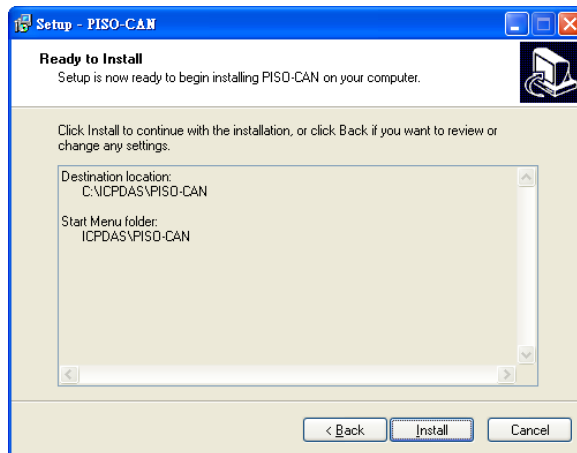 Setup - PISO-CAN
Ready to Install
Setup is now ready to begin installing PISO-CAN on your computer.
Click Install to continue with the installation, or click Back if you want to review or
change any settings.
Destination location:
C:\ICPDAS\PISO-CAN
Start Menu folder:
ICPDAS\PISO-CAN
< Back
Install
Cancel